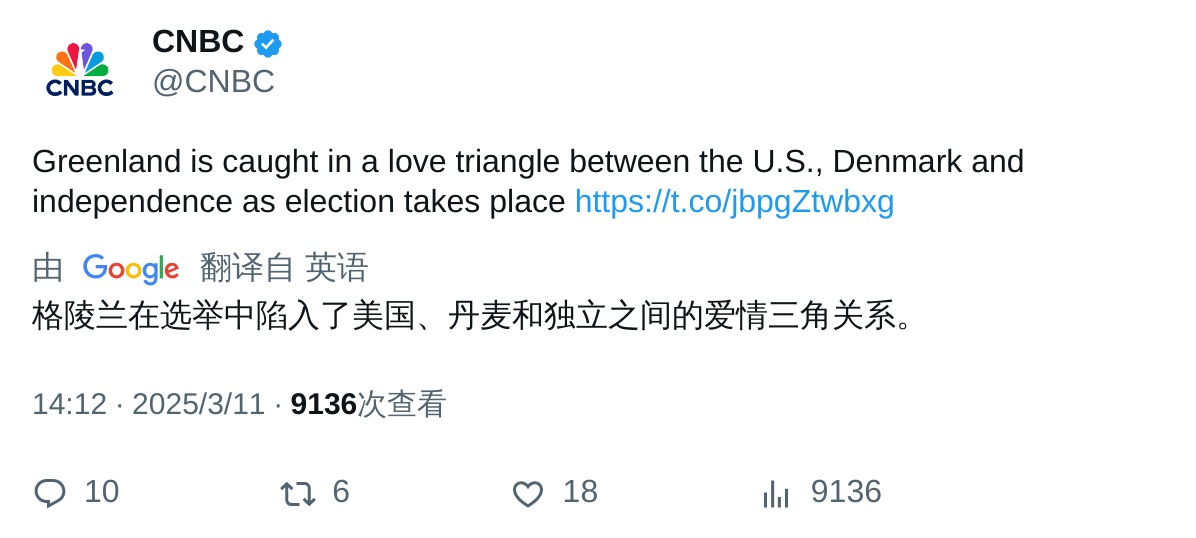 CNBC
CNBC
@CNBC
Greenland is caught in a love triangle between the U.S., Denmark and
independence as election takes place https://t.co/jbpgZtwbxg
由 Google 翻译自 英语
格陵兰在选举中陷入了美国、丹麦和独立之间的爱情三角关系。
14:12 · 2025/3/11 · 9136次查看
10 6 18 9136